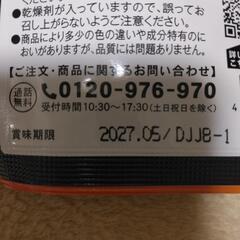 ●乾燥剤が入っていますので、誤ってお
召し上がらないようご注意ください。
●商品により多少の色の違いや成分特有のに
おいがありますが、品質には問題ありません。
【ご注文・商品に関するお問い合わせ】
通話無料 0120-976-970
受付時間10:30〜17:30(土日祝日を除く)
賞味期限 2027.05/DJJB-1